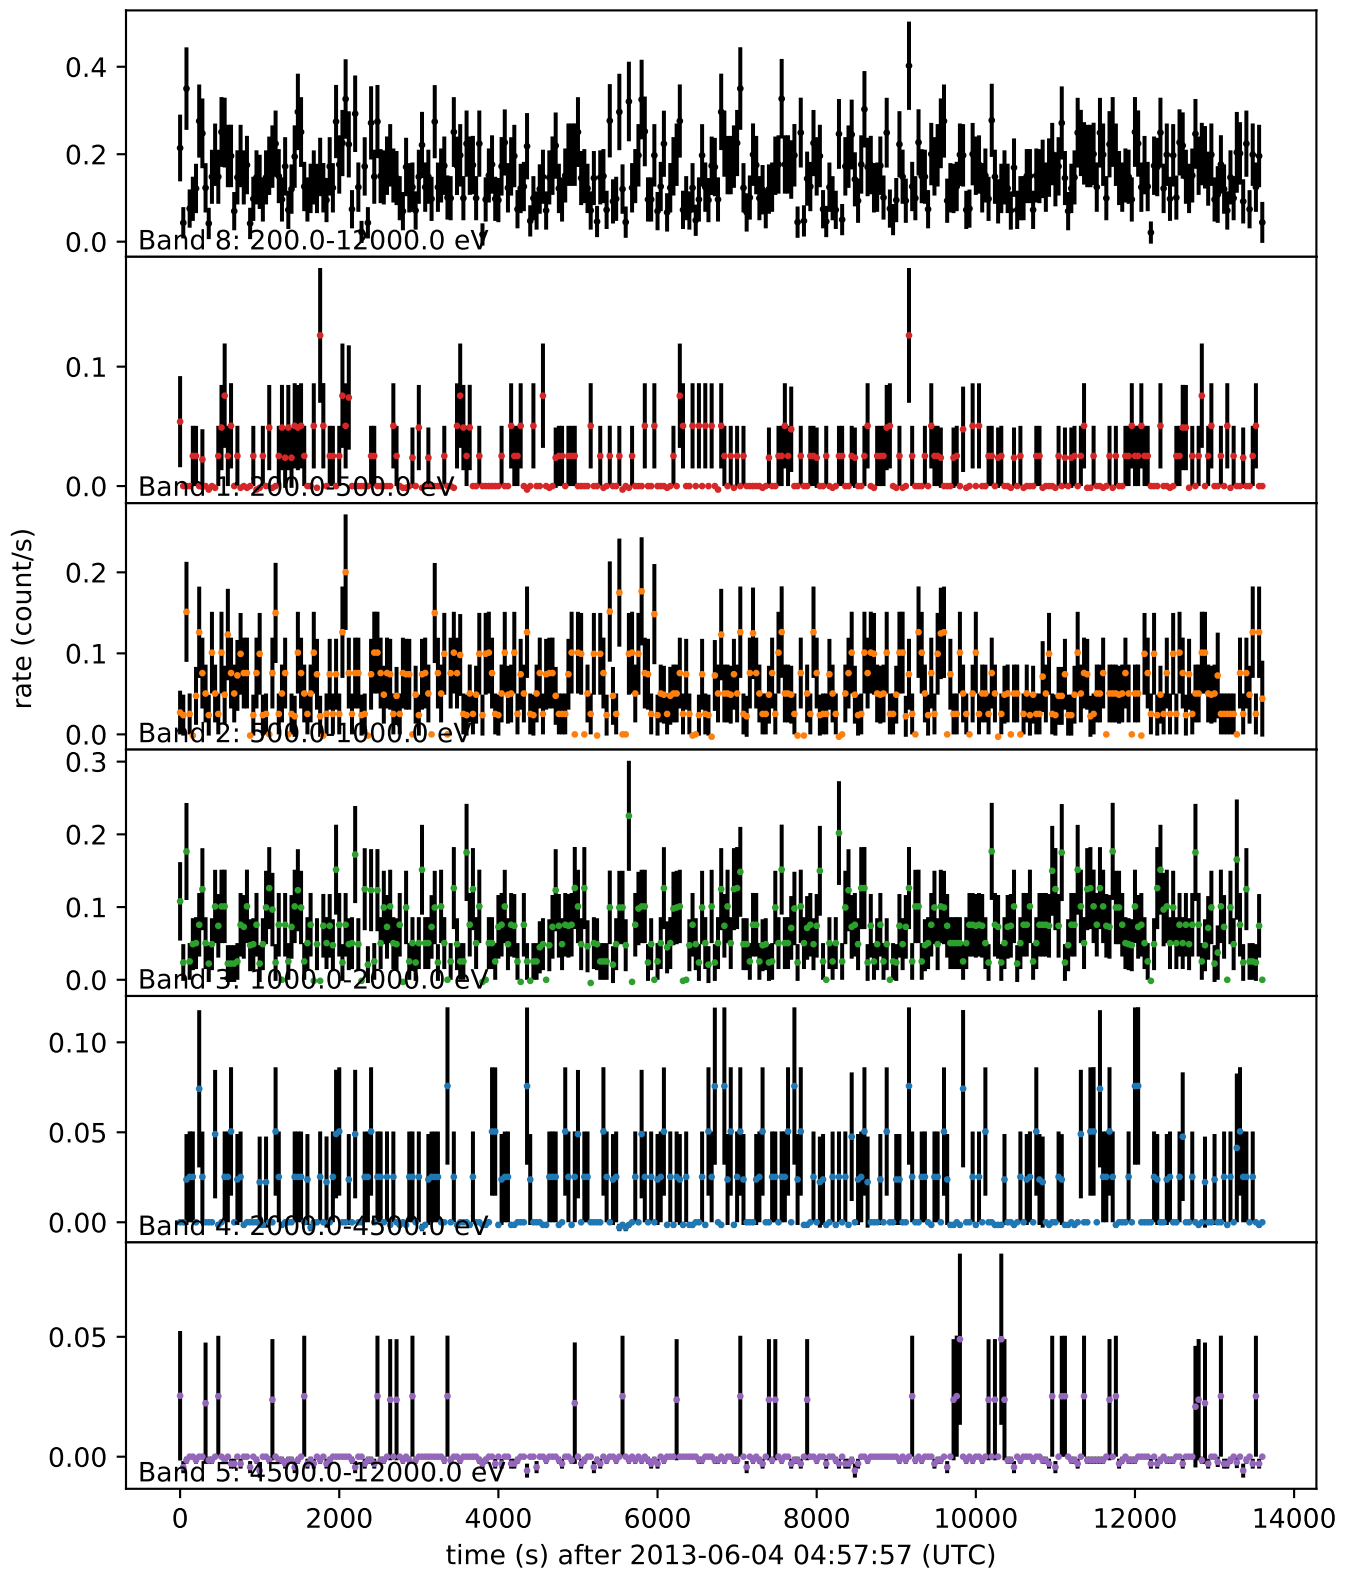 0.4
0.2
0.0
Band 8: 200.0-12000.0 eV
0.1
0.0
Band 1: 200.0-500.0 eV
rate (count/s)
0.2
0.1
0.0
Band 2: 500.0-1000.0 eV
0.3
0.2
0.1
0.0
Band 3: 1000.0-2000.0 eV
0.10
0.05
0.00
Band 4: 2000.0-4500.0 eV
0.05
0.00
Band 5: 4500.0-12000.0 eV
0 2000 4000 6000 8000 10000 12000 14000
time (s) after 2013-06-04 04:57:57 (UTC)